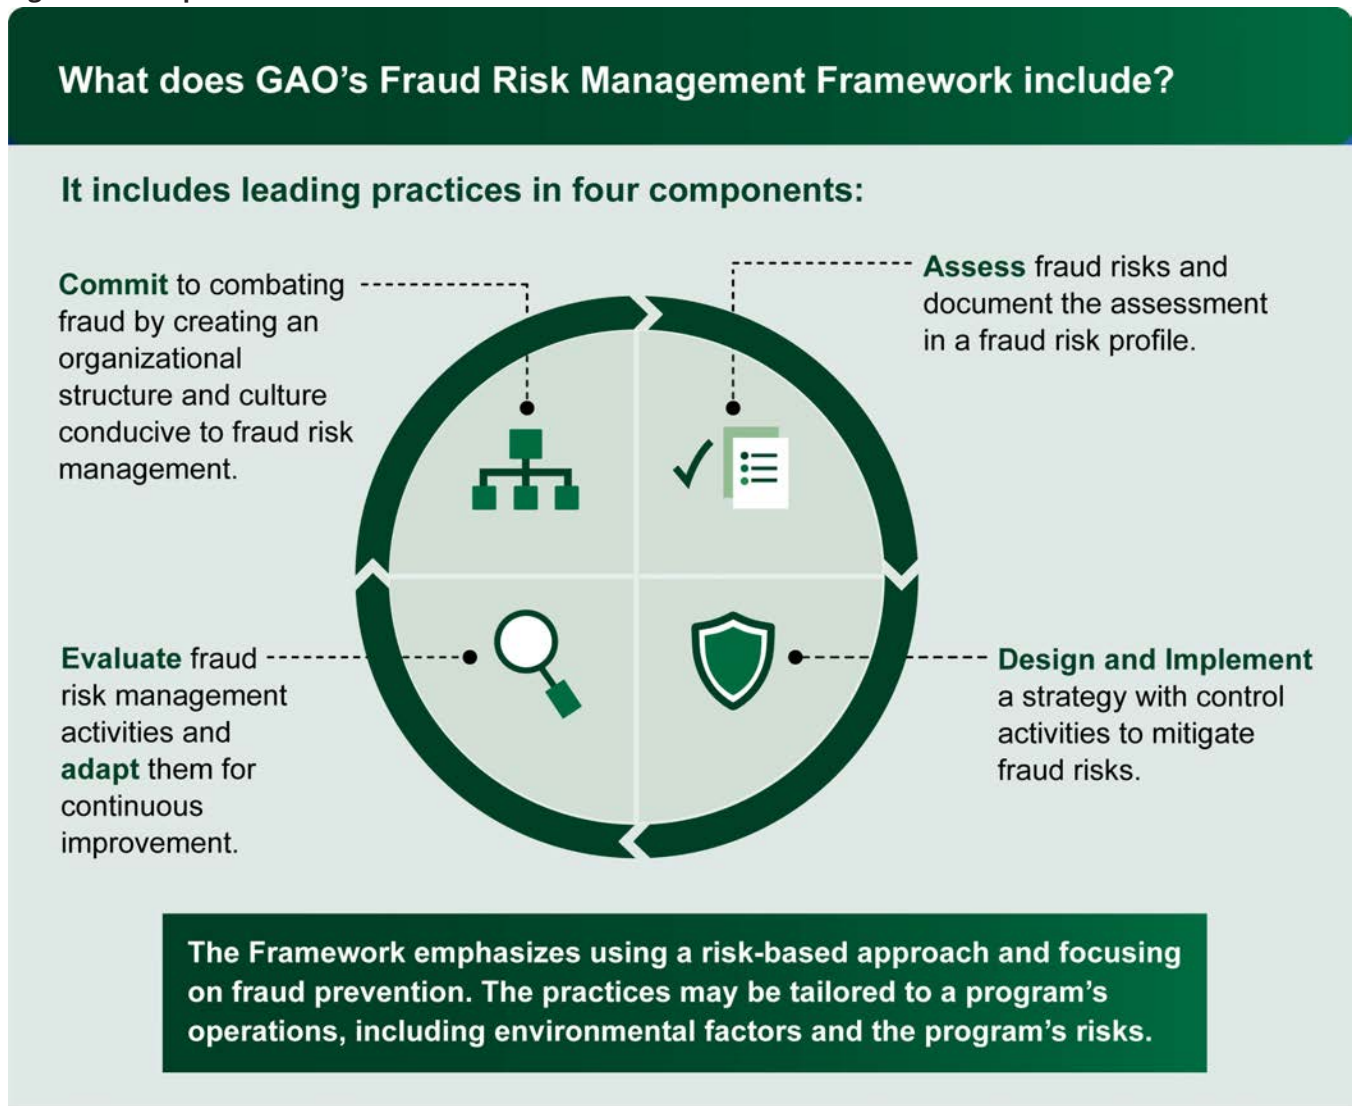 What does GAO’s Fraud Risk Management Framework include?
It includes leading practices in four components:
Commit to combating
fraud by creating an
organizational
structure and culture
conducive to fraud risk
management.
Assess fraud risks and
document the assessment
in a fraud risk profile.
Evaluate fraud
risk management
activities and
adapt them for
continuous
improvement.
Design and Implement
a strategy with control
activities to mitigate
fraud risks.
The Framework emphasizes using a risk-based approach and focusing
on fraud prevention. The practices may be tailored to a program’s
operations, including environmental factors and the program’s risks.